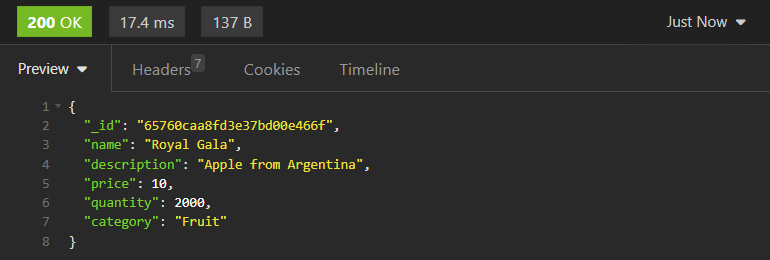 200 OK 17.4 ms 137 B Just Now
Preview Headers 7 Cookies Timeline
1 {
2 "_id": "65760caa8fd3e37bd00e466f",
3 "name": "Royal Gala",
4 "description": "Apple from Argentina",
5 "price": 10,
6 "quantity": 2000,
7 "category": "Fruit"
8 }